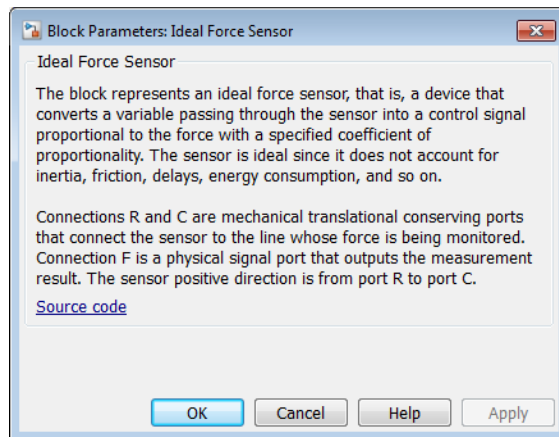 Block Parameters: Ideal Force Sensor
Ideal Force Sensor
The block represents an ideal force sensor, that is, a device that
converts a variable passing through the sensor into a control signal
proportional to the force with a specified coefficient of
proportionality. The sensor is ideal since it does not account for
inertia, friction, delays, energy consumption, and so on.
Connections R and C are mechanical translational conserving ports
that connect the sensor to the line whose force is being monitored.
Connection F is a physical signal port that outputs the measurement
result. The sensor positive direction is from port R to port C.
Source code
OK Cancel Help Apply